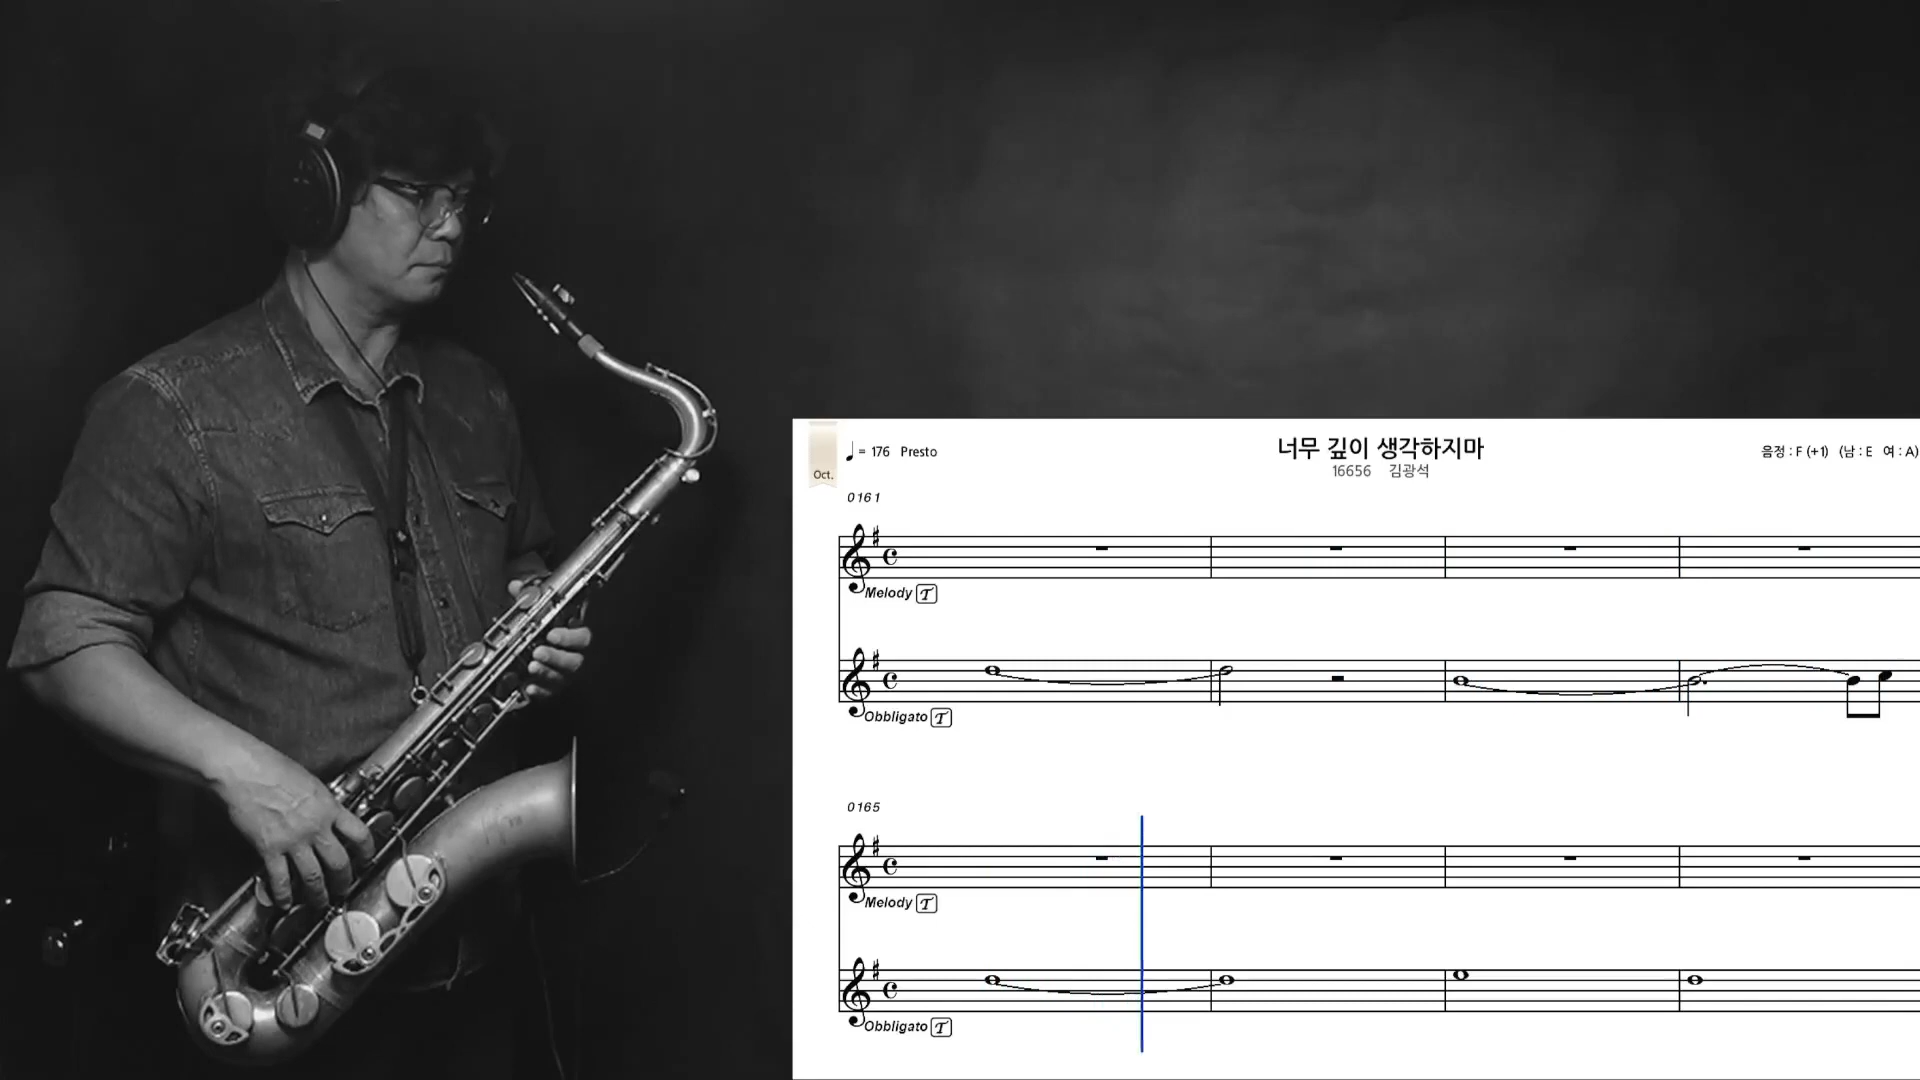 ♩= 176 Presto
너무 깊이 생각하지마
음정 : F (+1) (남 : E 여 : A)
16656 김광석
Oct.
0161
Melody T
Obbligato T
0165
Melody T
Obbligato T